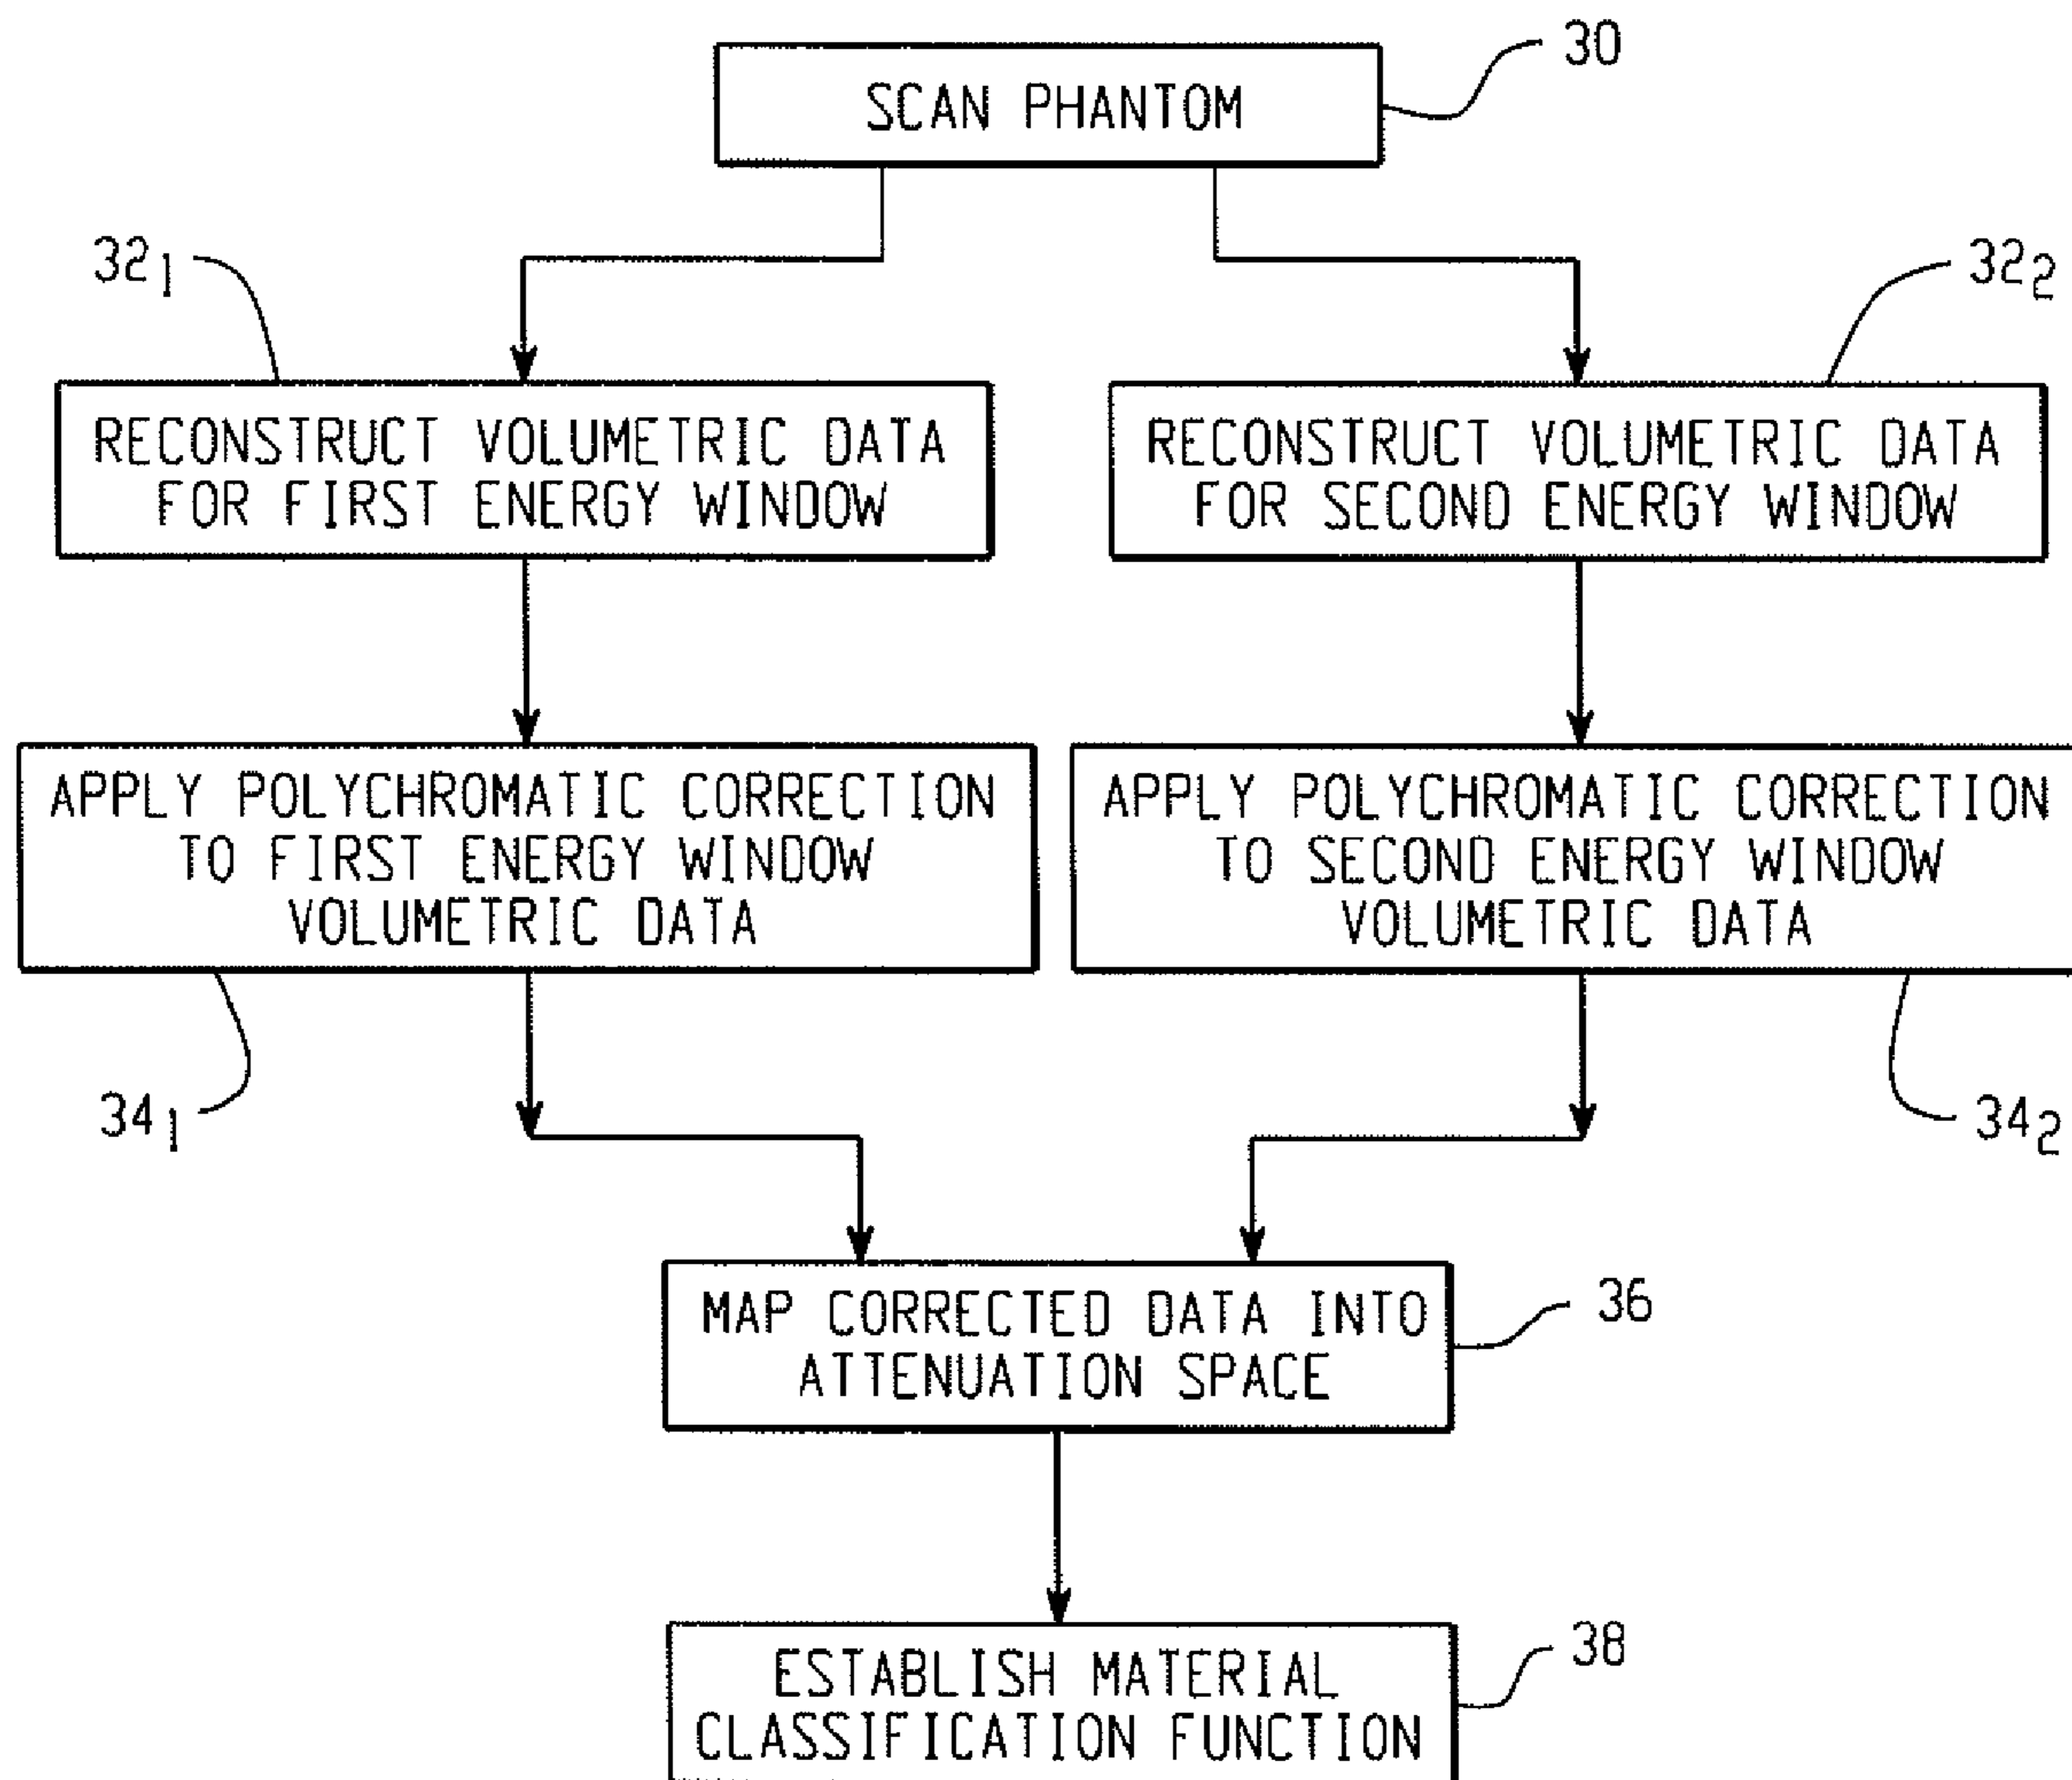 30
SCAN PHANTOM
32₁
32₂
RECONSTRUCT VOLUMETRIC DATA
FOR FIRST ENERGY WINDOW
RECONSTRUCT VOLUMETRIC DATA
FOR SECOND ENERGY WINDOW
APPLY POLYCHROMATIC CORRECTION
TO FIRST ENERGY WINDOW
VOLUMETRIC DATA
APPLY POLYCHROMATIC CORRECTION
TO SECOND ENERGY WINDOW
VOLUMETRIC DATA
34₁
34₂
MAP CORRECTED DATA INTO
ATTENUATION SPACE
36
ESTABLISH MATERIAL
CLASSIFICATION FUNCTION
38